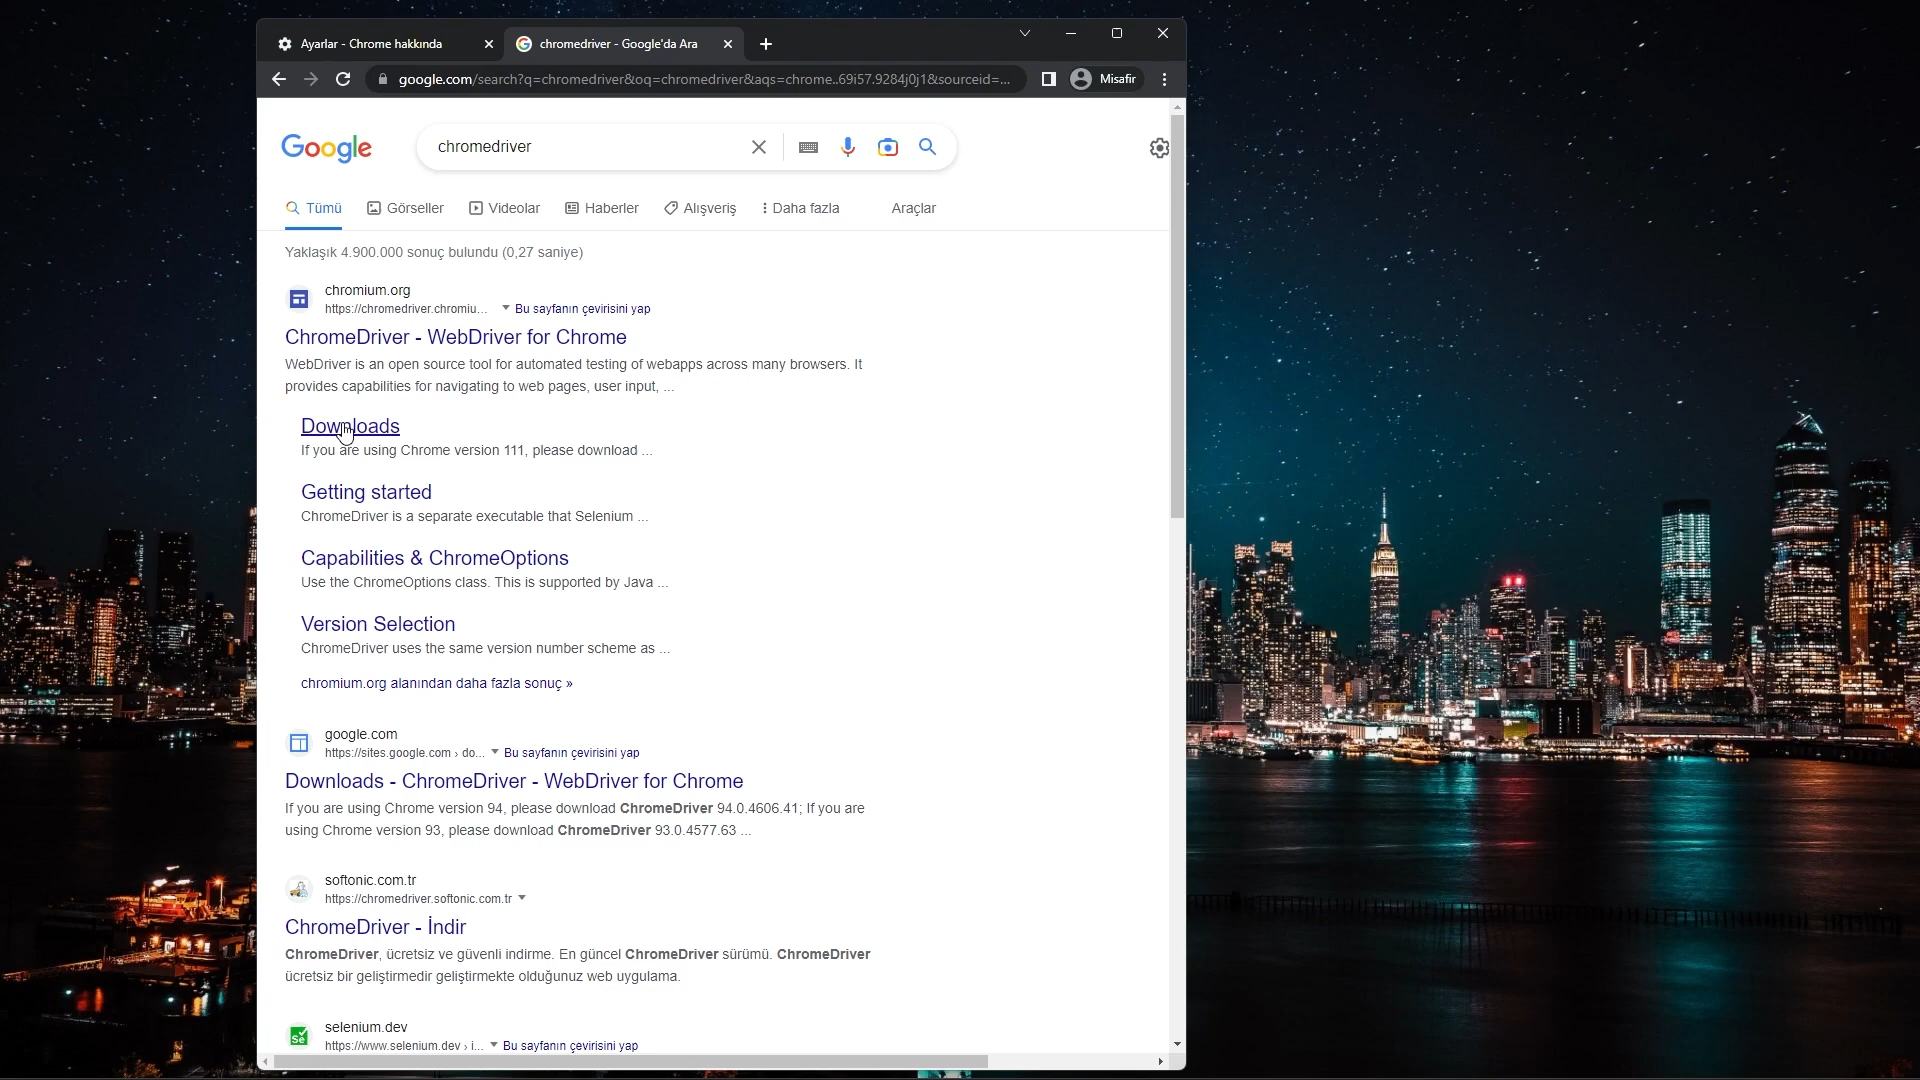 Ayarlar - Chrome hakkında
chromedriver - Google'da Ara
google.com/search?q=chromedriver&oq=chromedriver&aqs=chrome..69i57.9284j0j1&sourceid=...
Misafir
Google
chromedriver
Tümü
Görseller
Videolar
Haberler
Alışveriş
Daha fazla
Araçlar
Yaklaşık 4.900.000 sonuç bulundu (0,27 saniye)
chromium.org
https://chromedriver.chromiu... Bu sayfanın çevirisini yap
ChromeDriver - WebDriver for Chrome
WebDriver is an open source tool for automated testing of webapps across many browsers. It
provides capabilities for navigating to web pages, user input, ...
Downloads
If you are using Chrome version 111, please download ...
Getting started
ChromeDriver is a separate executable that Selenium ...
Capabilities & ChromeOptions
Use the ChromeOptions class. This is supported by Java ...
Version Selection
ChromeDriver uses the same version number scheme as ...
chromium.org alanından daha fazla sonuç »
google.com
https://sites.google.com › do... Bu sayfanın çevirisini yap
Downloads - ChromeDriver - WebDriver for Chrome
If you are using Chrome version 94, please download ChromeDriver 94.0.4606.41; If you are
using Chrome version 93, please download ChromeDriver 93.0.4577.63 ...
softonic.com.tr
https://chromedriver.softonic.com.tr
ChromeDriver - İndir
ChromeDriver, ücretsiz ve güvenli indirme. En güncel ChromeDriver sürümü. ChromeDriver
ücretsiz bir geliştirmedir geliştirmekte olduğunuz web uygulama.
selenium.dev
https://www.selenium.dev › i... Bu sayfanın çevirisini yap